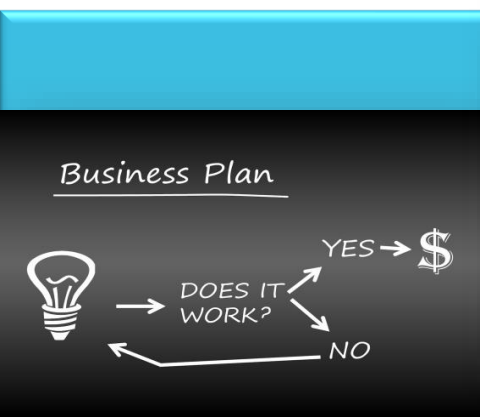 Business Plan
YES
$
DOES IT
WORK?
NO